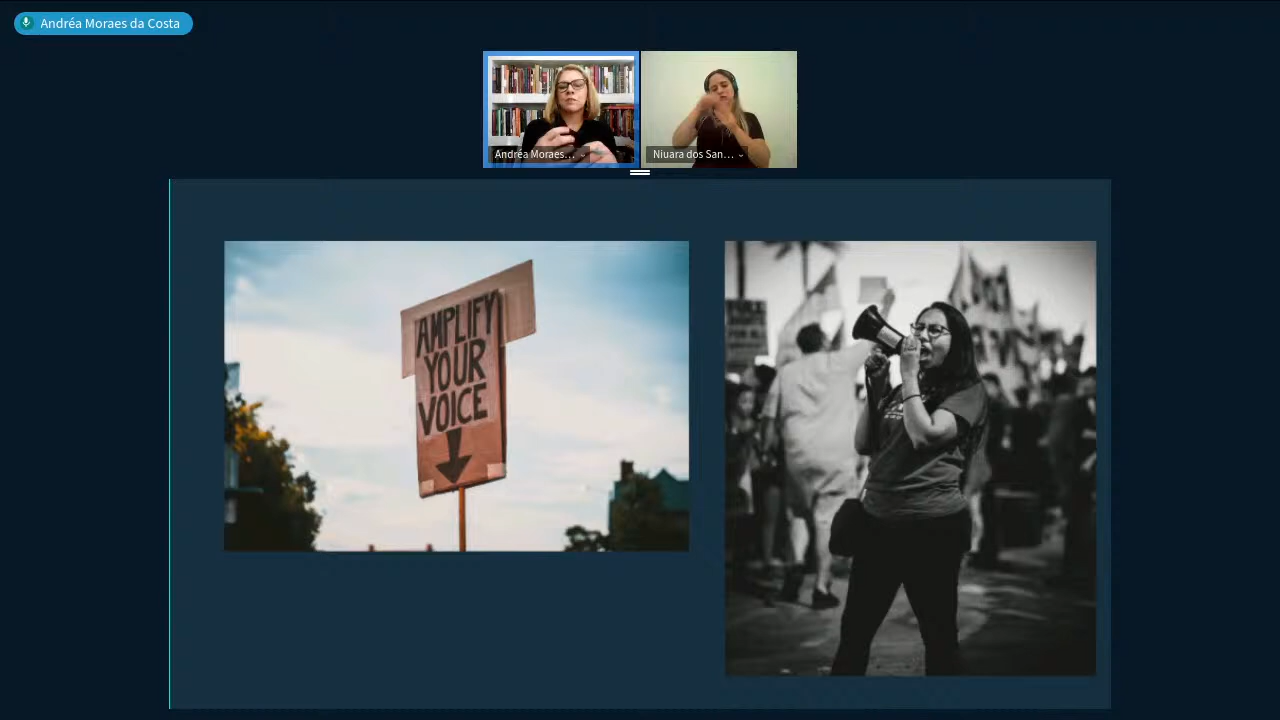 Andréa Moraes da Costa
Andréa Moraes...
Niuara dos San...
AMPLIFY
YOUR
VOICE